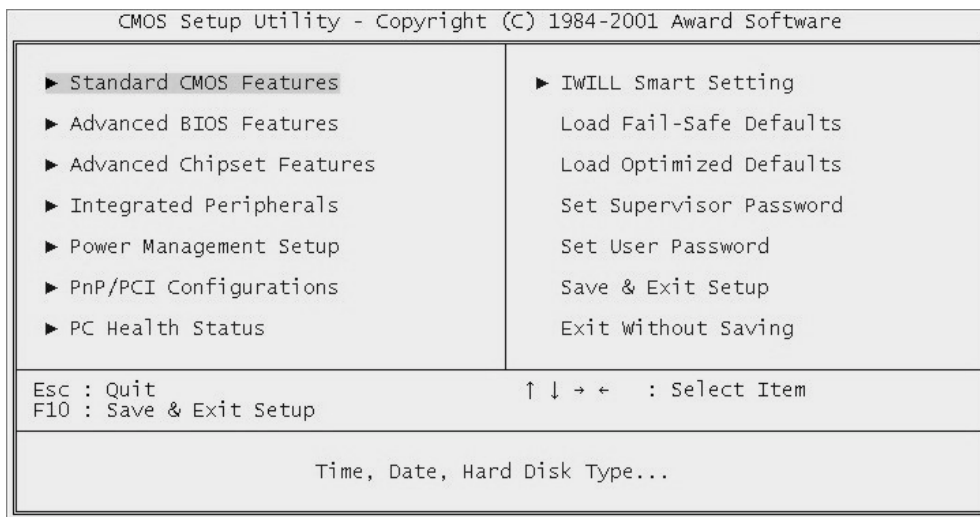 CMOS Setup Utility - Copyright (C) 1984-2001 Award Software
▶ Standard CMOS Features
▶ Advanced BIOS Features
▶ Advanced Chipset Features
▶ Integrated Peripherals
▶ Power Management Setup
▶ PnP/PCI Configurations
▶ PC Health Status
▶ IWILL Smart Setting
Load Fail-Safe Defaults
Load Optimized Defaults
Set Supervisor Password
Set User Password
Save & Exit Setup
Exit Without Saving
Esc : Quit
F10 : Save & Exit Setup
↑ ↓ → ← : Select Item
Time, Date, Hard Disk Type...